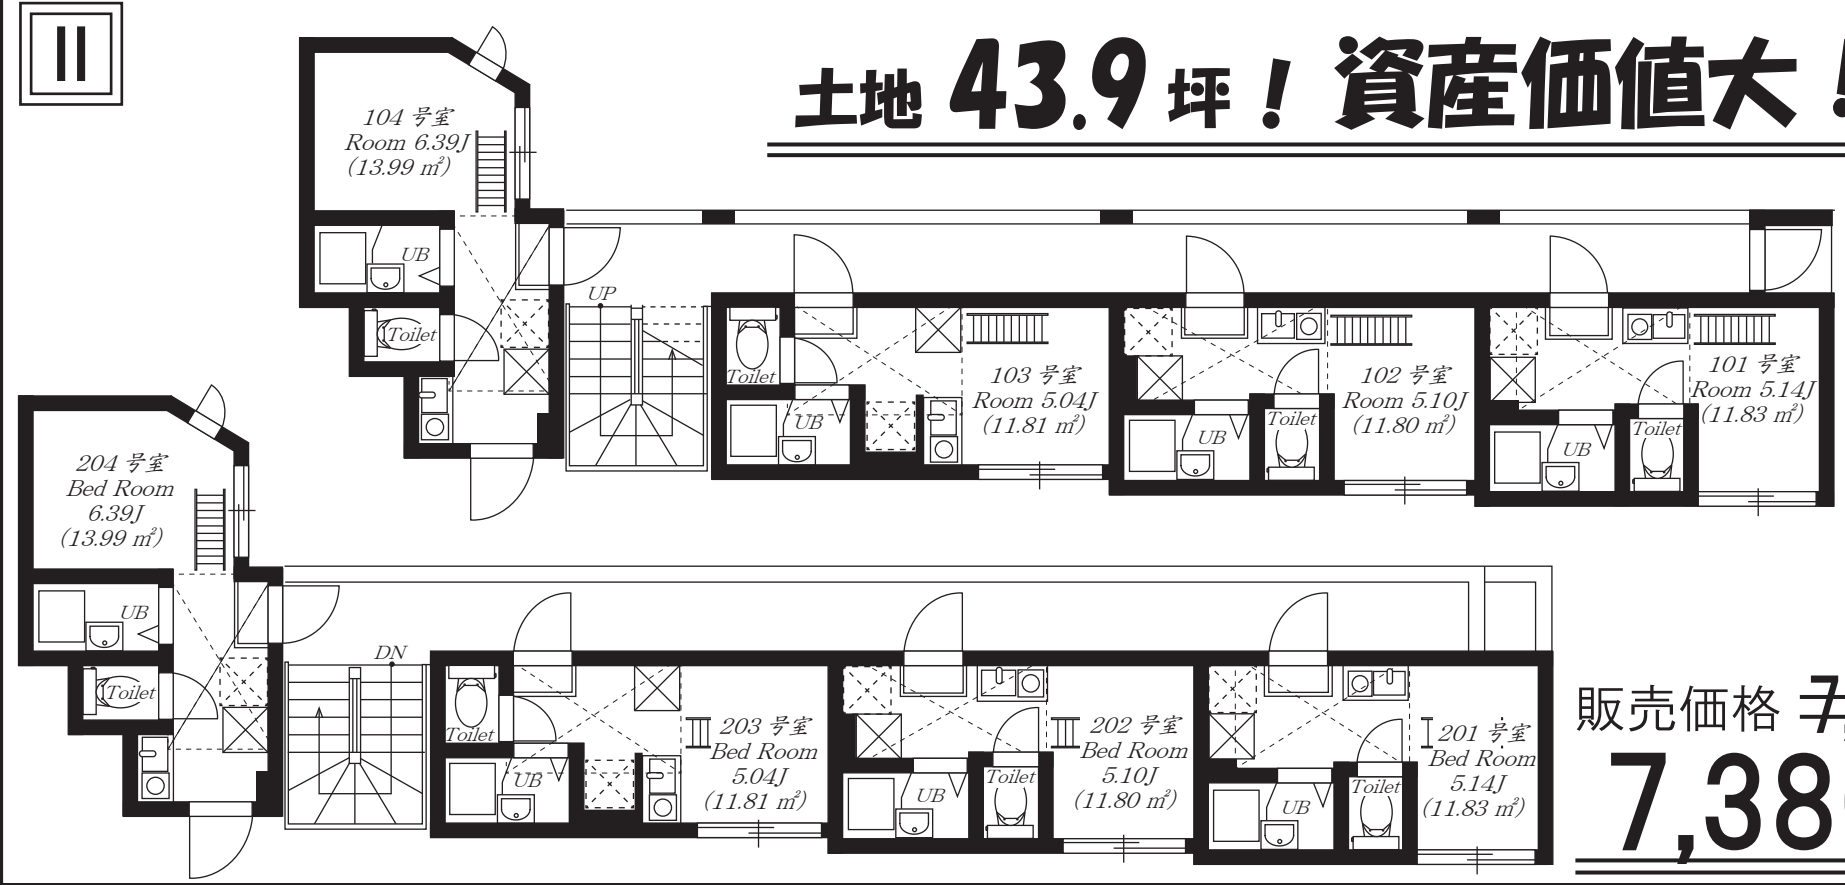 II
土地 43.9 坪！資産価値大！
104 号室
Room 6.39J
(13.99 ㎡)
UB
Toilet
UP
Toilet
UB
103 号室
Room 5.04J
(11.81 ㎡)
UB
Toilet
102 号室
Room 5.10J
(11.80 ㎡)
UB
Toilet
101 号室
Room 5.14J
(11.83 ㎡)
204 号室
Bed Room
6.39J
(13.99 ㎡)
UB
Toilet
DN
Toilet
UB
203 号室
Bed Room
5.04J
(11.81 ㎡)
UB
Toilet
202 号室
Bed Room
5.10J
(11.80 ㎡)
UB
Toilet
201 号室
Bed Room
5.14J
(11.83 ㎡)
販売価格 7,
7,38